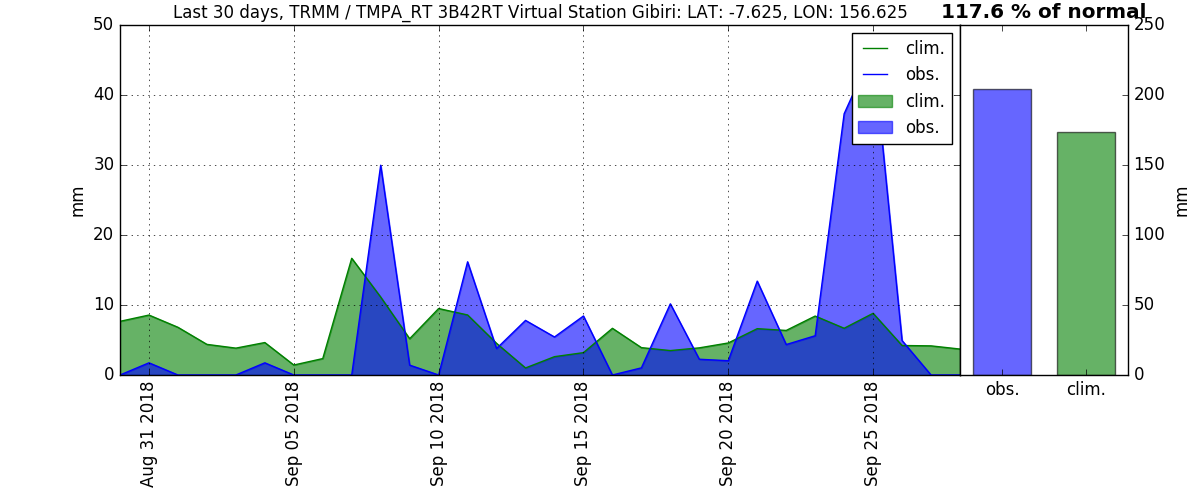 Last 30 days, TRMM / TMPA_RT 3B42RT Virtual Station Gibiri: LAT: -7.625, LON: 156.625
117.6 % of normal
50
40
30
20
10
0
mm
clim.
obs.
clim.
obs.
Aug 31 2018
Sep 05 2018
Sep 10 2018
Sep 15 2018
Sep 20 2018
Sep 25 2018
250
200
150
100
50
0
mm
obs.
clim.